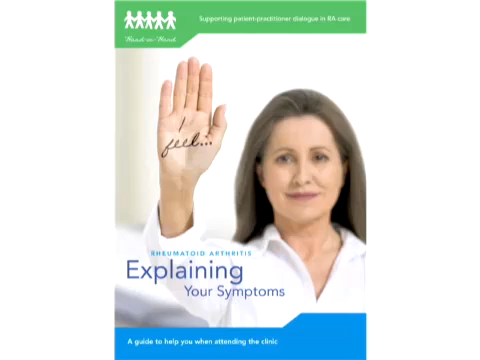 Supporting patient-practitioner dialogue in RA care
Hand-in-Hand
I
feel...
RHEUMATOID ARTHRITIS
Explaining
Your Symptoms
A guide to help you when attending the clinic